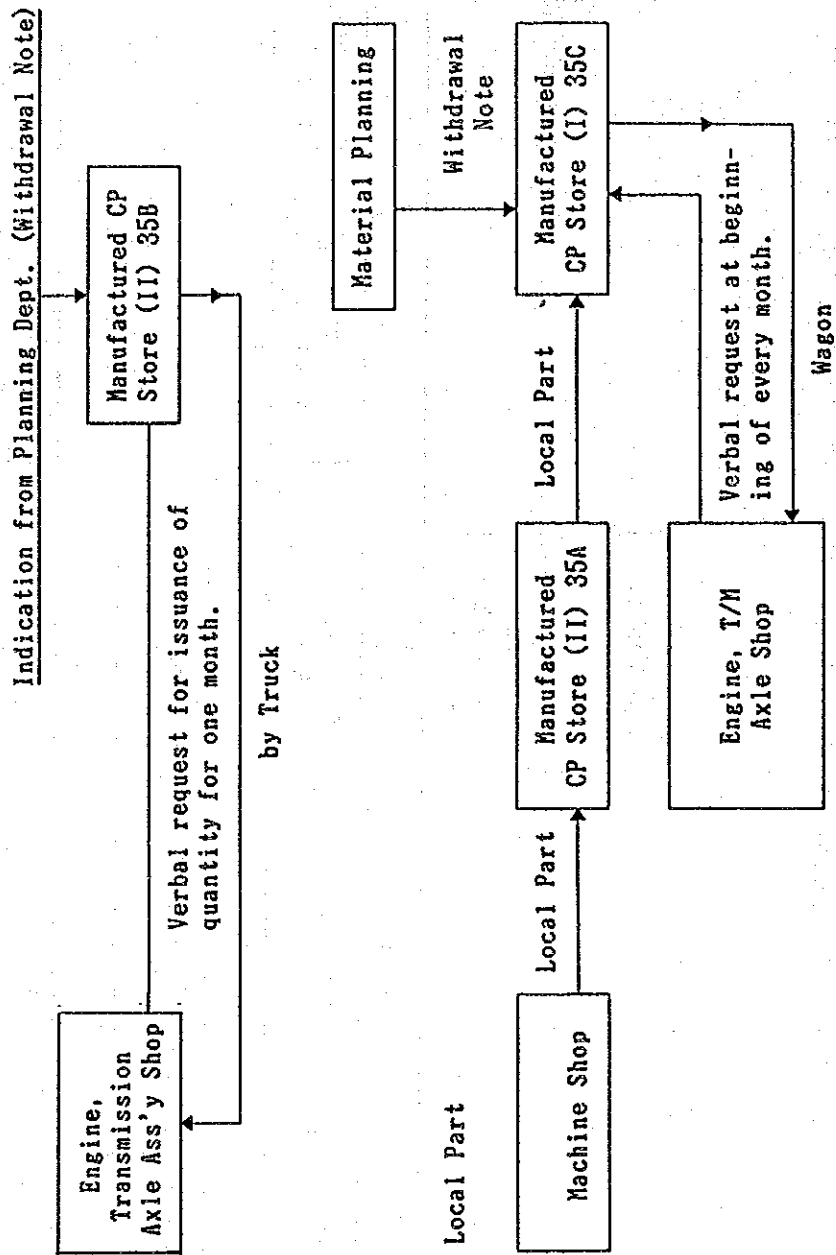 Indication from Planning Dept. (Withdrawal Note)
Engine,
Transmission
Axle Ass'y Shop
Manufactured CP
Store (II) 35B
Verbal request for issuance of
quantity for one month.
by Truck
Local Part
Material Planning
Withdrawal
Note
Machine Shop
Local Part
Manufactured
CP Store (II) 35A
Local Part
Manufactured
CP Store (I) 35C
Engine, T/M
Axle Shop
Verbal request at beginn-
ing of every month.
Wagon